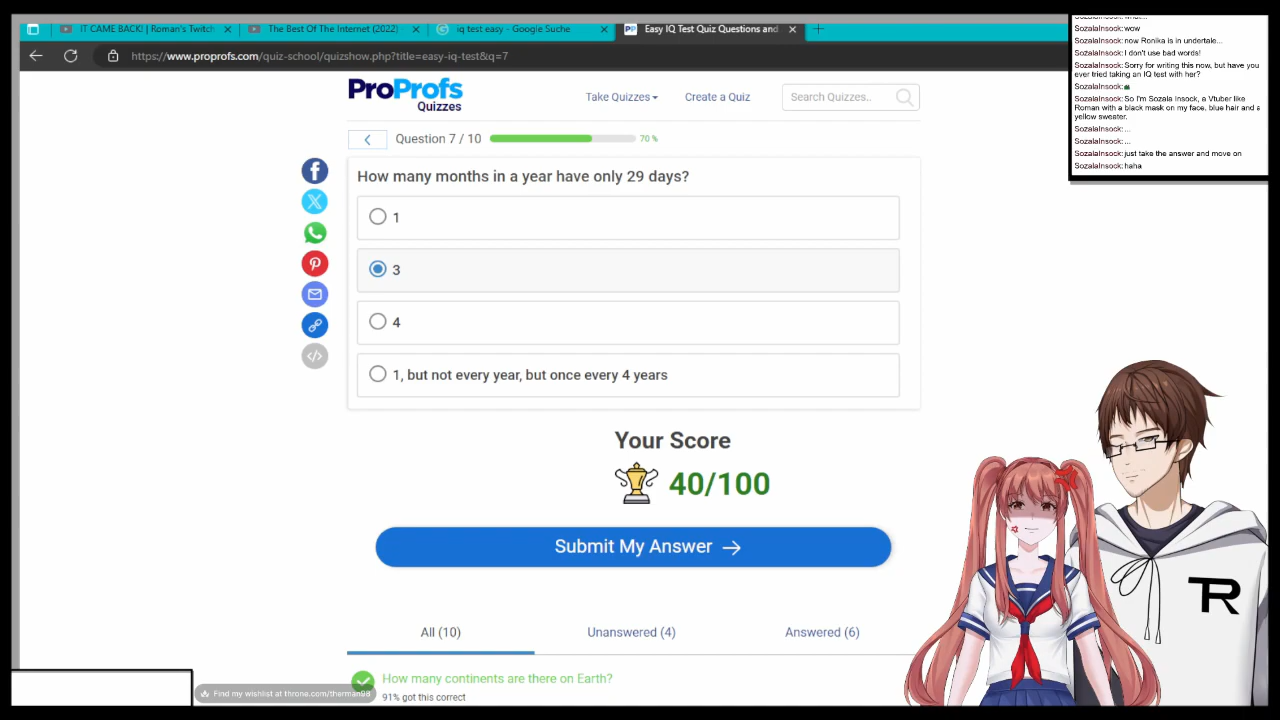 IT CAME BACK! | Roman's Twitch
The Best Of The Internet (2022)
iq test easy - Google Suche
Easy IQ Test Quiz Questions and
https://www.proprofs.com/quiz-school/quizshow.php?title=easy-iq-test&q=7
ProProfs
Quizzes
Take Quizzes
Create a Quiz
Search Quizzes..
Question 7 / 10
70 %
How many months in a year have only 29 days?
1
3
4
1, but not every year, but once every 4 years
Your Score
40/100
Submit My Answer
All (10)
Unanswered (4)
Answered (6)
How many continents are there on Earth?
91% got this correct
Find my wishlist at throne.com/therman98
SozalaInsock: wow
SozalaInsock: now Ronika is in undertale...
SozalaInsock: I don't use bad words!
SozalaInsock: Sorry for writing this now, but have you
ever tried taking an IQ test with her?
SozalaInsock:
SozalaInsock: So I'm Sozala Insock, a Vtuber like
Roman with a black mask on my face, blue hair and a
yellow sweater.
SozalaInsock: ...
SozalaInsock: ...
SozalaInsock: just take the answer and move on
SozalaInsock: haha
TR